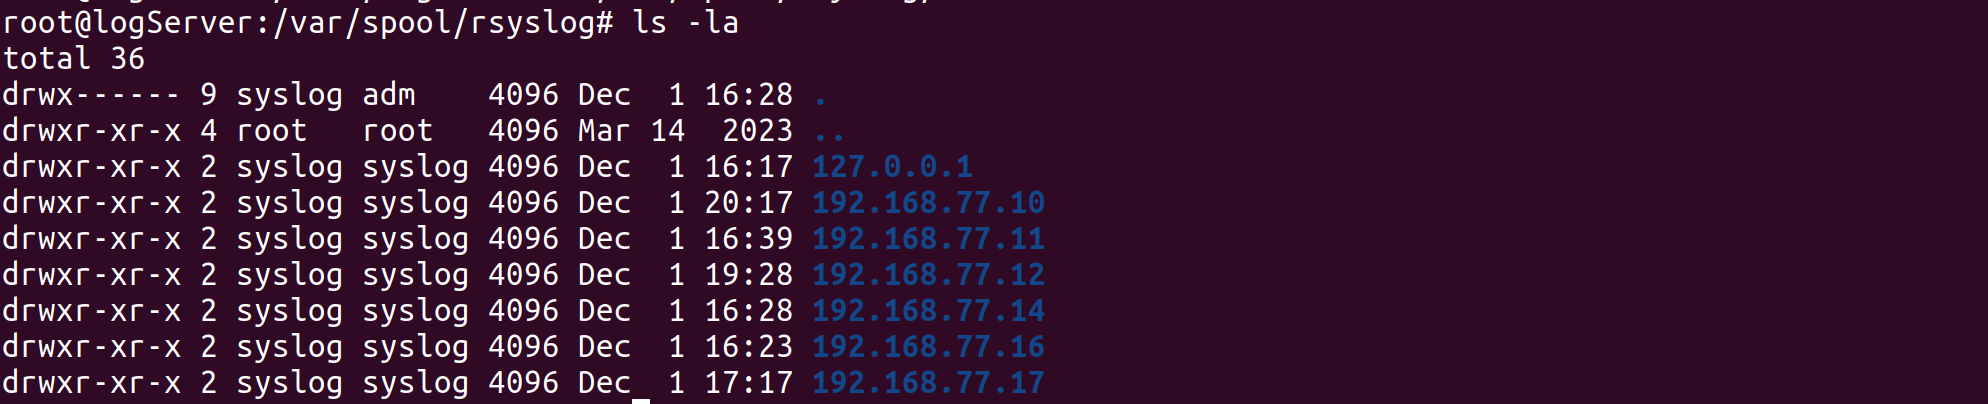 root@logServer:/var/spool/rsyslog# ls -la
total 36
drwx------ 9 syslog adm    4096 Dec  1 16:28 .
drwxr-xr-x 4 root   root   4096 Mar 14  2023 ..
drwxr-xr-x 2 syslog syslog 4096 Dec  1 16:17 127.0.0.1
drwxr-xr-x 2 syslog syslog 4096 Dec  1 20:17 192.168.77.10
drwxr-xr-x 2 syslog syslog 4096 Dec  1 16:39 192.168.77.11
drwxr-xr-x 2 syslog syslog 4096 Dec  1 19:28 192.168.77.12
drwxr-xr-x 2 syslog syslog 4096 Dec  1 16:28 192.168.77.14
drwxr-xr-x 2 syslog syslog 4096 Dec  1 16:23 192.168.77.16
drwxr-xr-x 2 syslog syslog 4096 Dec  1 17:17 192.168.77.17